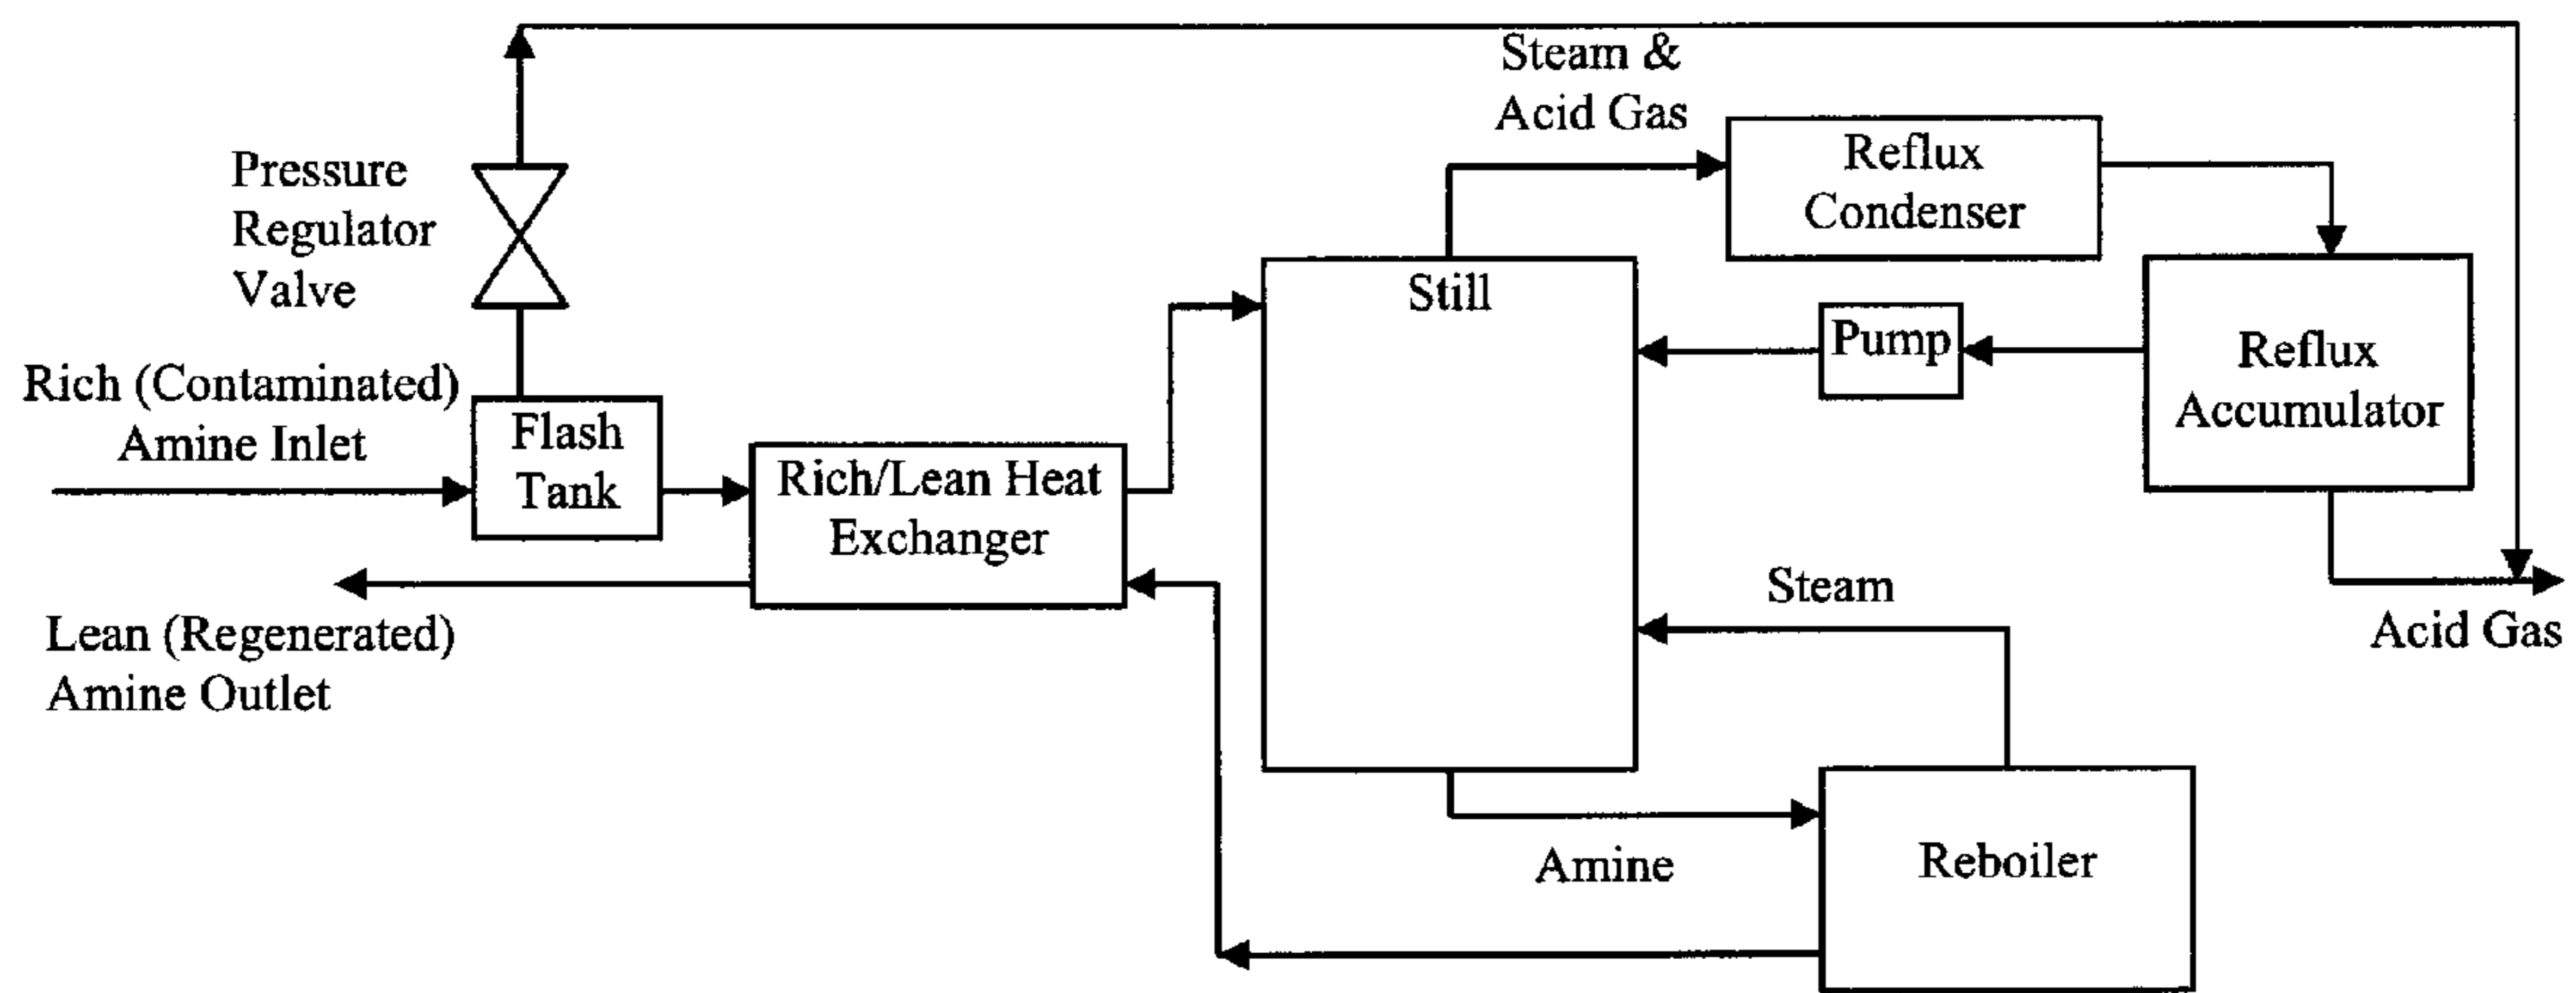 Steam &
Acid Gas
Reflux
Condenser
Pressure
Regulator
Valve
Still
Pump
Reflux
Accumulator
Rich (Contaminated)
Amine Inlet
Flash
Tank
Rich/Lean Heat
Exchanger
Steam
Acid Gas
Lean (Regenerated)
Amine Outlet
Amine
Reboiler